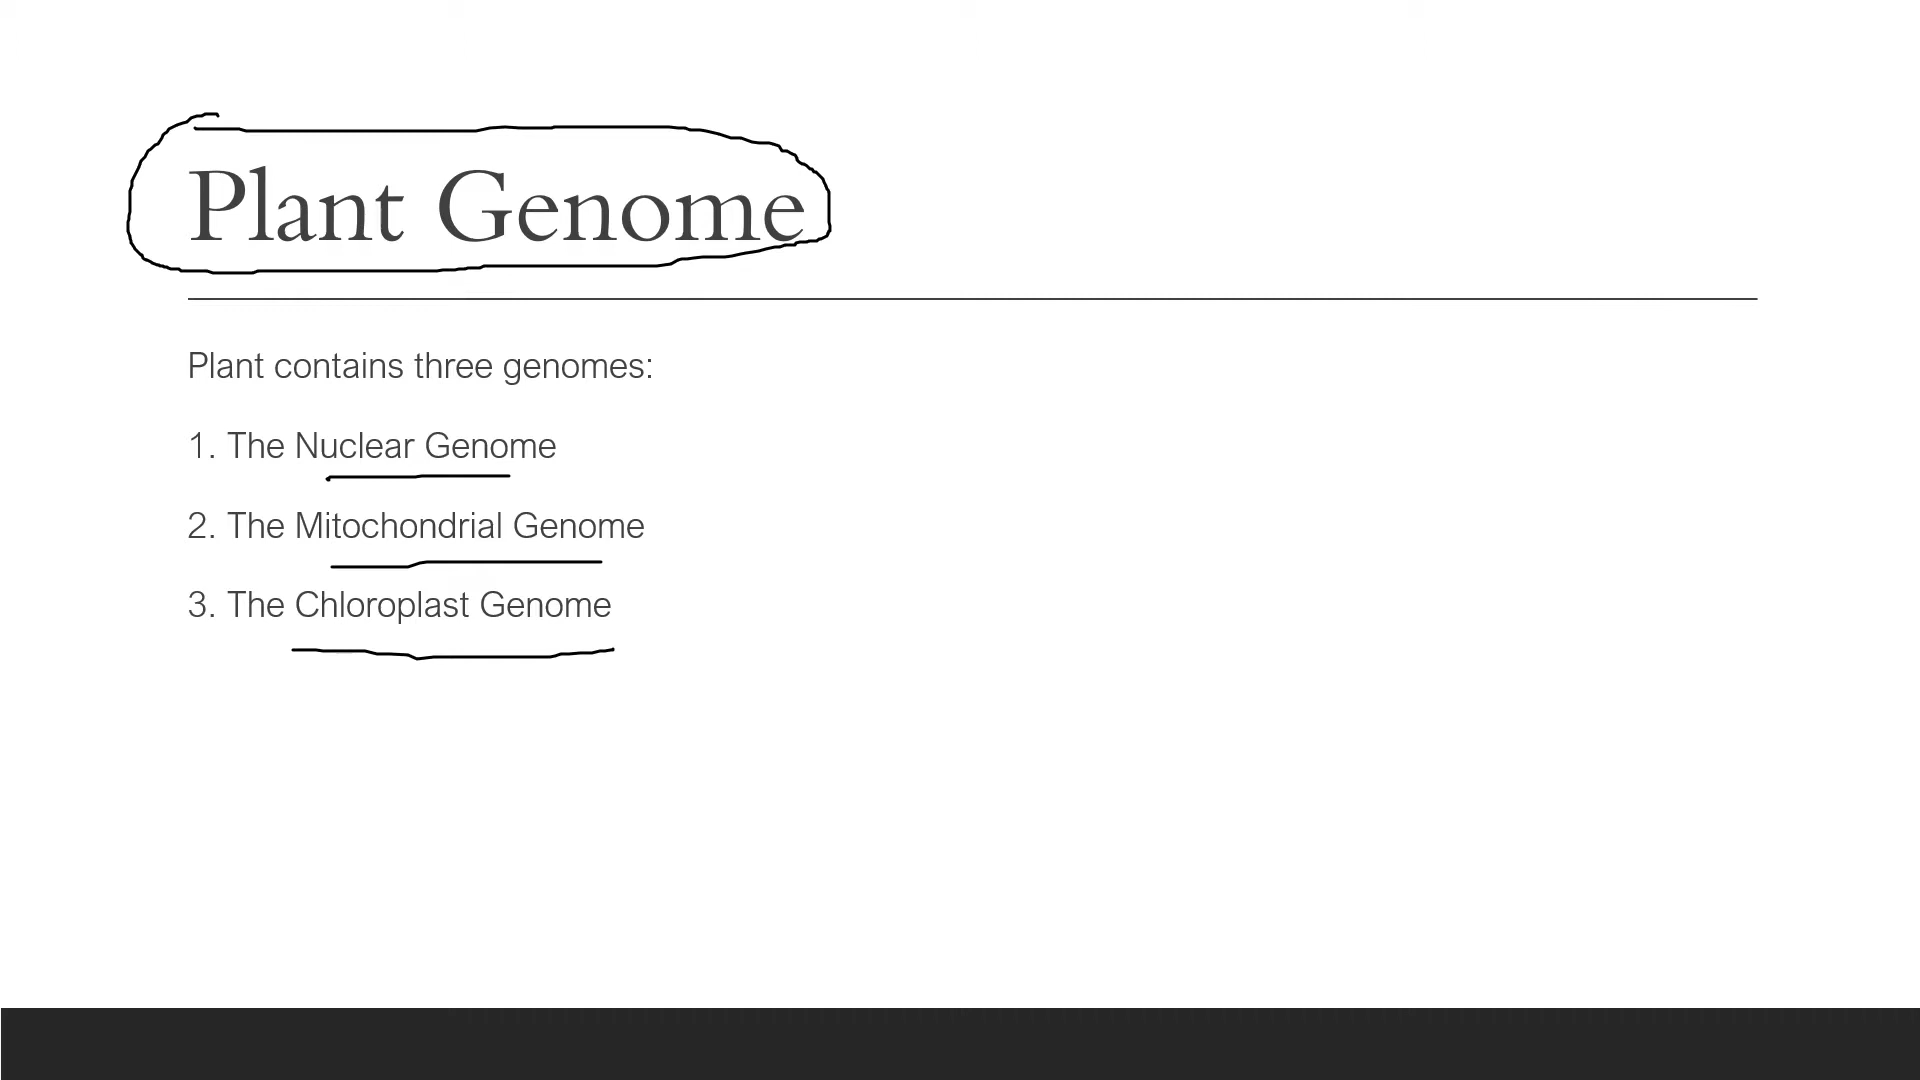 Plant Genome
Plant contains three genomes:
1. The Nuclear Genome
2. The Mitochondrial Genome
3. The Chloroplast Genome